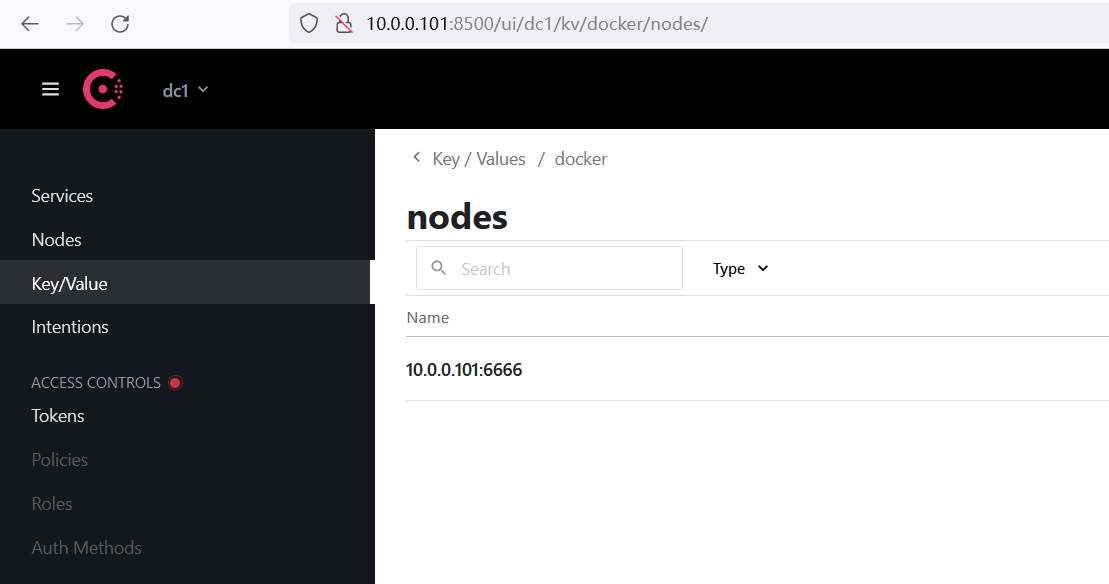 10.0.0.101:8500/ui/dc1/kv/docker/nodes/
dc1
Services
Nodes
Key/Value
Intentions
ACCESS CONTROLS
Tokens
Policies
Roles
Auth Methods
Key / Values / docker
nodes
Search
Type
Name
10.0.0.101:6666